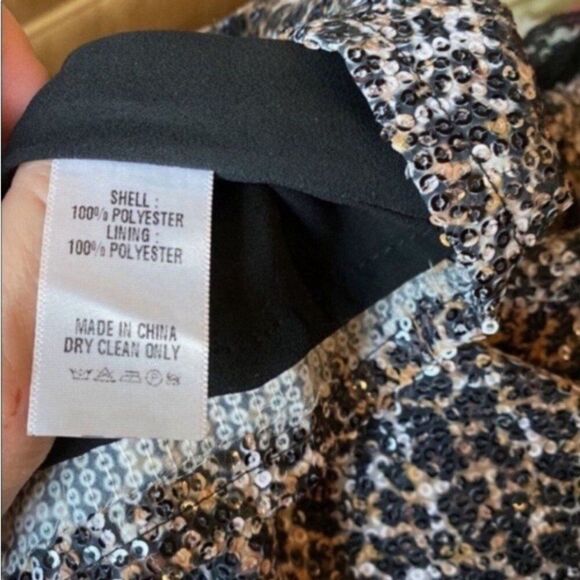 SHELL :
100% POLYESTER
LINING :
100% POLYESTER
MADE IN CHINA
DRY CLEAN ONLY